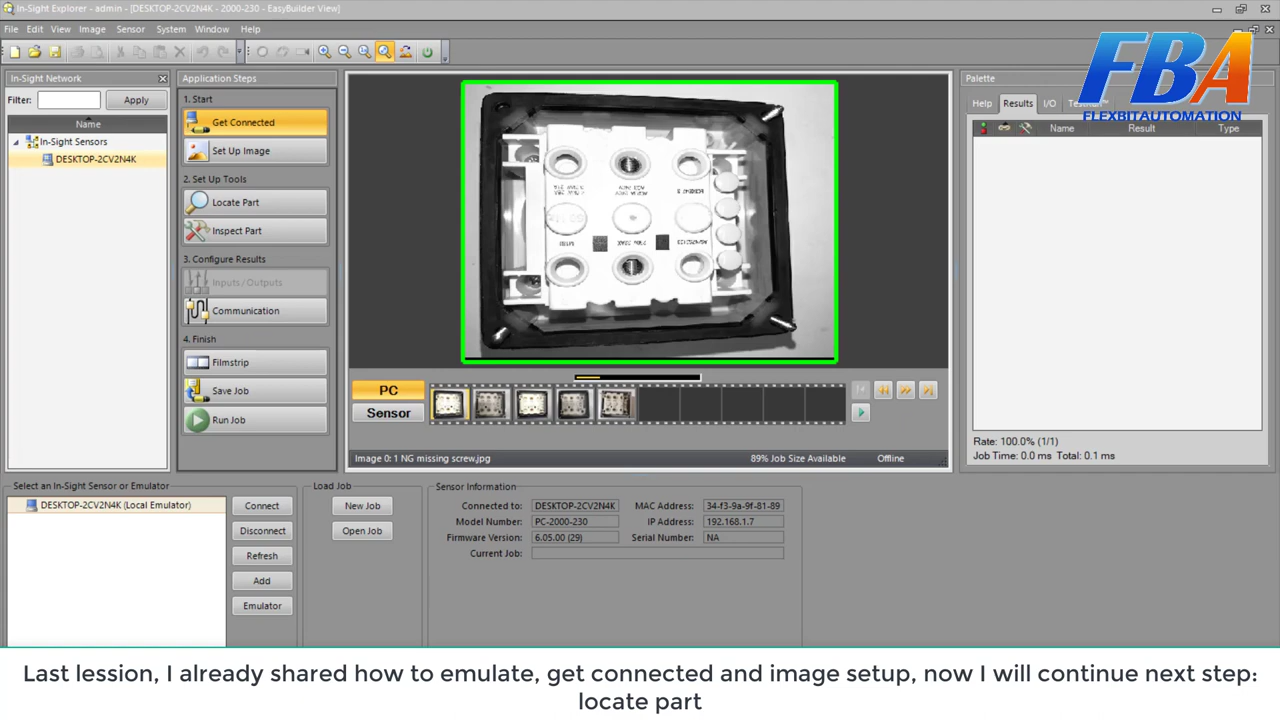 In-Sight Explorer - admin - [DESKTOP-2CV2N4K - 2000-230 - EasyBuilder View]
File Edit View Image Sensor System Window Help
In-Sight Network
Filter: Apply
Name
In-Sight Sensors
DESKTOP-2CV2N4K
Application Steps
1. Start
Get Connected
Set Up Image
2. Set Up Tools
Locate Part
Inspect Part
3. Configure Results
Inputs/Outputs
Communication
4. Finish
Filmstrip
Save Job
Run Job
PC
Sensor
Image 0: 1 NG missing screw.jpg 89% Job Size Available Offline
Palette
Help Results I/O
Name Result Type
Rate: 100.0% (1/1)
Job Time: 0.0 ms Total: 0.1 ms
FBA
FLEXBITAUTOMATION
Select an In-Sight Sensor or Emulator
DESKTOP-2CV2N4K (Local Emulator)
Connect
Disconnect
Refresh
Add
Emulator
Load Job
New Job
Open Job
Sensor Information
Connected to: DESKTOP-2CV2N4K MAC Address: 34-f3-9a-9f-81-89
Model Number: PC-2000-230 IP Address: 192.168.1.7
Firmware Version: 6.05.00 (29) Serial Number: NA
Current Job:
Last lession, I already shared how to emulate, get connected and image setup, now I will continue next step:
locate part